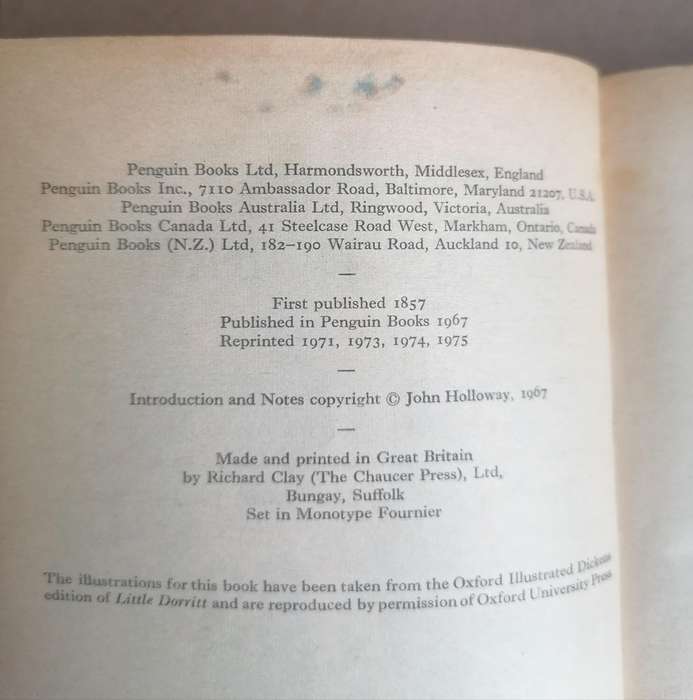 Penguin Books Ltd, Harmondsworth, Middlesex, England
Penguin Books Inc., 7110 Ambassador Road, Baltimore, Maryland 21207, U.S.A.
Penguin Books Australia Ltd, Ringwood, Victoria, Australia
Penguin Books Canada Ltd, 41 Steelcase Road West, Markham, Ontario, Canada
Penguin Books (N.Z.) Ltd, 182–190 Wairau Road, Auckland 10, New Zealand
—
First published 1857
Published in Penguin Books 1967
Reprinted 1971, 1973, 1974, 1975
—
Introduction and Notes copyright © John Holloway, 1967
—
Made and printed in Great Britain
by Richard Clay (The Chaucer Press), Ltd,
Bungay, Suffolk
Set in Monotype Fournier
The illustrations for this book have been taken from the Oxford Illustrated Dickens
edition of Little Dorritt and are reproduced by permission of Oxford University Press